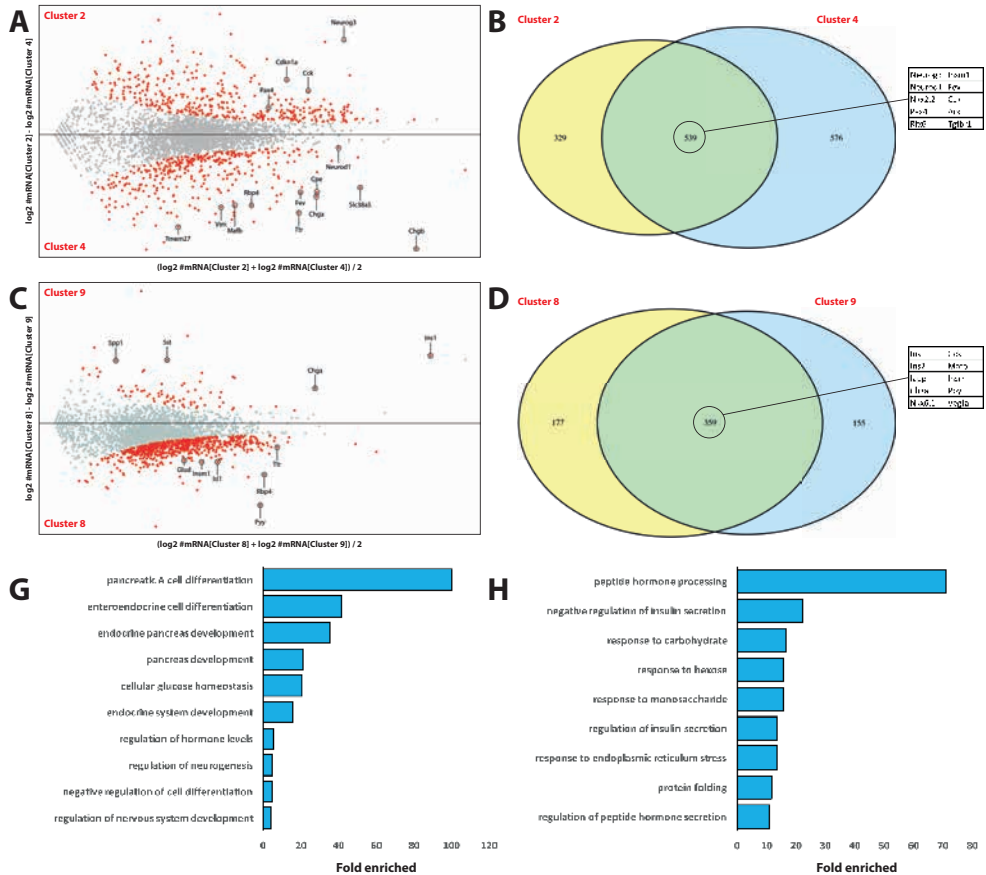 A
Cluster 2
Neurog3
Cdkn1a
Cck
Pax4
Neurod1
Cpe
Rbp4
Fev
Slc38a5
Chga
Vim
Mafb
Ttr
Tmem27
Chgb
Cluster 4
log2 #mRNA[Cluster 2] - log2 #mRNA[Cluster 4]
(log2 #mRNA[Cluster 2] + log2 #mRNA[Cluster 4]) / 2
B
Cluster 2
Cluster 4
329
539
576
Nkx2.2
C
Cluster 9
Spp1
Sst
Ins1
Chga
Ttr
Insm1
Id1
Rbp4
Pyy
Cluster 8
log2 #mRNA[Cluster 8] - log2 #mRNA[Cluster 9]
(log2 #mRNA[Cluster 8] + log2 #mRNA[Cluster 9]) / 2
D
Cluster 8
Cluster 9
177
359
155
Ins2
Nkx6.1
G
pancreatic A cell differentiation
enteroendocrine cell differentiation
endocrine pancreas development
pancreas development
cellular glucose homeostasis
endocrine system development
regulation of hormone levels
regulation of neurogenesis
negative regulation of cell differentiation
regulation of nervous system development
0 20 40 60 80 100 120
Fold enriched
H
peptide hormone processing
negative regulation of insulin secretion
response to carbohydrate
response to hexose
response to monosaccharide
regulation of insulin secretion
response to endoplasmic reticulum stress
protein folding
regulation of peptide hormone secretion
0 10 20 30 40 50 60 70 80
Fold enriched